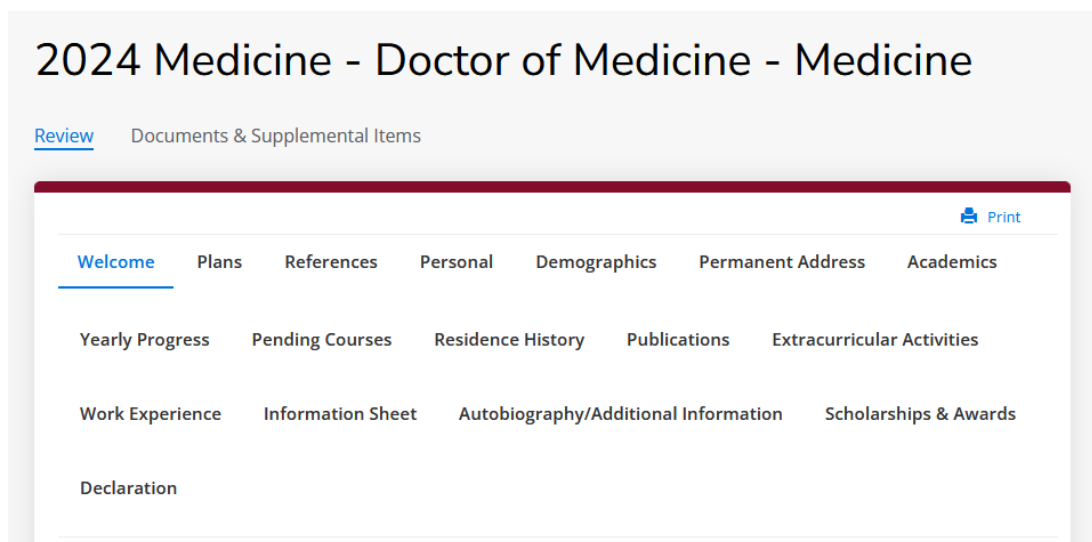 2024 Medicine - Doctor of Medicine - Medicine
Review Documents & Supplemental Items
Print
Welcome Plans References Personal Demographics Permanent Address Academics
Yearly Progress Pending Courses Residence History Publications Extracurricular Activities
Work Experience Information Sheet Autobiography/Additional Information Scholarships & Awards
Declaration